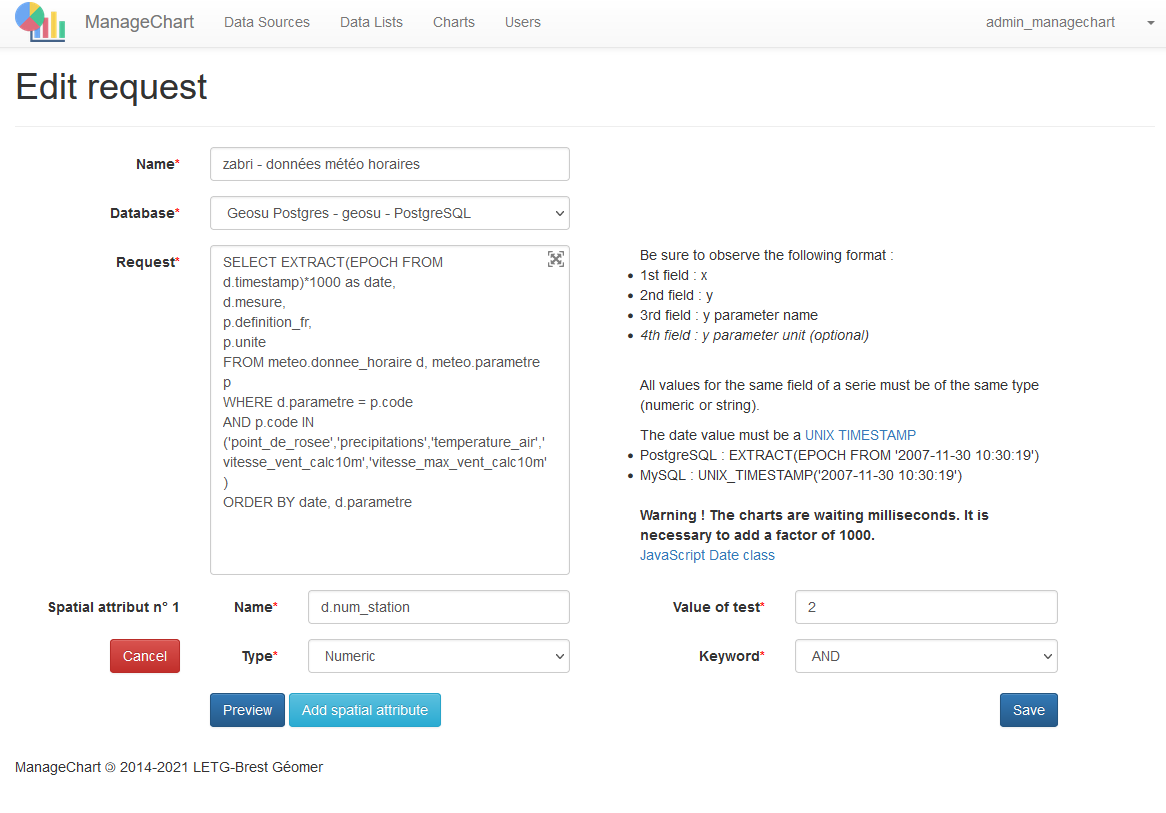 ManageChart Data Sources Data Lists Charts Users admin_managechart
Edit request
Name* zabri - données météo horaires
Database* Geosu Postgres - geosu - PostgreSQL
Request*
SELECT EXTRACT(EPOCH FROM
d.timestamp)*1000 as date,
d.mesure,
p.definition_fr,
p.unite
FROM meteo.donnee_horaire d, meteo.parametre
p
WHERE d.parametre = p.code
AND p.code IN
('point_de_rosee','precipitations','temperature_air','
vitesse_vent_calc10m','vitesse_max_vent_calc10m'
)
ORDER BY date, d.parametre
Be sure to observe the following format :
• 1st field : x
• 2nd field : y
• 3rd field : y parameter name
• 4th field : y parameter unit (optional)
All values for the same field of a serie must be of the same type
(numeric or string).
The date value must be a UNIX TIMESTAMP
• PostgreSQL : EXTRACT(EPOCH FROM '2007-11-30 10:30:19')
• MySQL : UNIX_TIMESTAMP('2007-11-30 10:30:19')
Warning ! The charts are waiting milliseconds. It is
necessary to add a factor of 1000.
JavaScript Date class
Spatial attribut n° 1 Name* d.num_station Value of test* 2
Cancel Type* Numeric Keyword* AND
Preview Add spatial attribute Save
ManageChart © 2014-2021 LETG-Brest Géomer